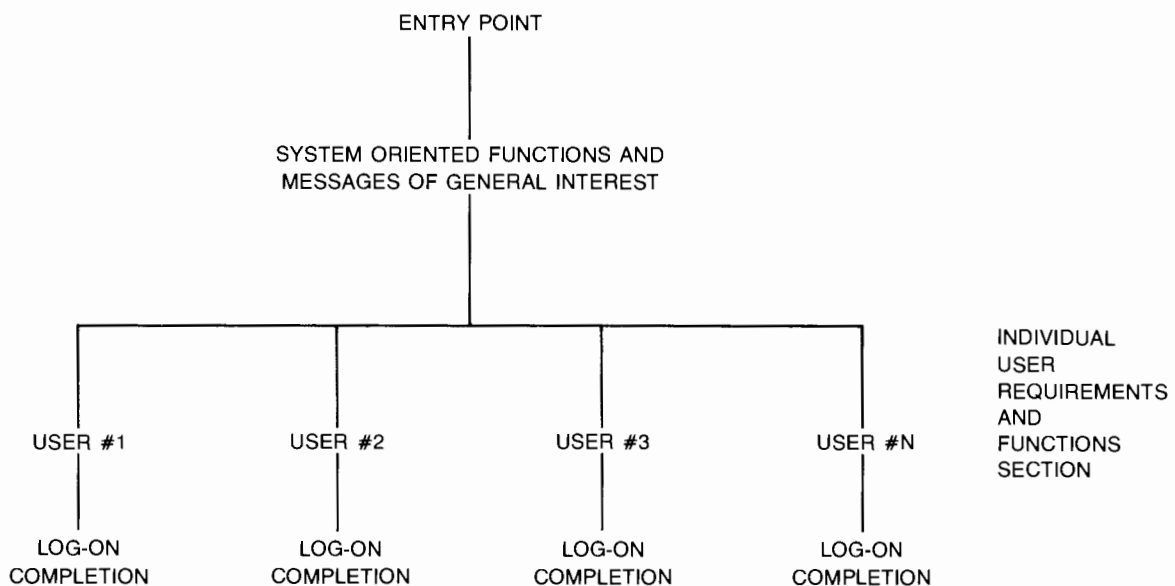 ENTRY POINT
SYSTEM ORIENTED FUNCTIONS AND
MESSAGES OF GENERAL INTEREST
INDIVIDUAL
USER
REQUIREMENTS
AND
FUNCTIONS
SECTION
USER #1
USER #2
USER #3
USER #N
LOG-ON
COMPLETION
LOG-ON
COMPLETION
LOG-ON
COMPLETION
LOG-ON
COMPLETION